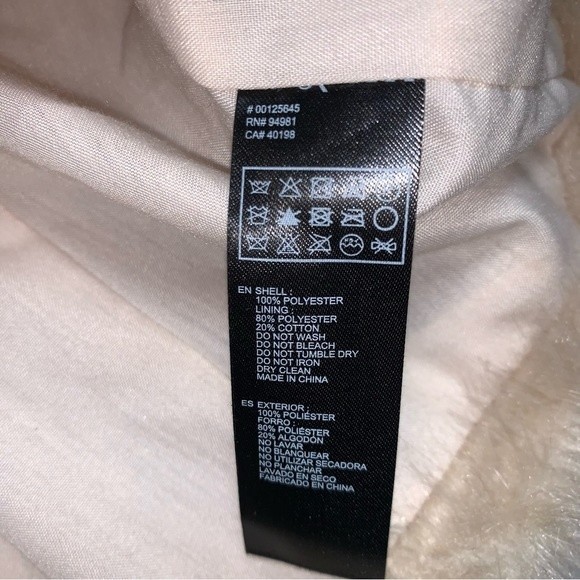 # 00125645
RN# 94981
CA# 40198
EN SHELL :
100% POLYESTER
LINING :
80% POLYESTER
20% COTTON
DO NOT WASH
DO NOT BLEACH
DO NOT TUMBLE DRY
DO NOT IRON
DRY CLEAN
MADE IN CHINA
ES EXTERIOR :
100% POLIÉSTER
FORRO :
80% POLIÉSTER
20% ALGODÓN
NO LAVAR
NO BLANQUEAR
NO UTILIZAR SECADORA
NO PLANCHAR
LAVADO EN SECO
FABRICADO EN CHINA